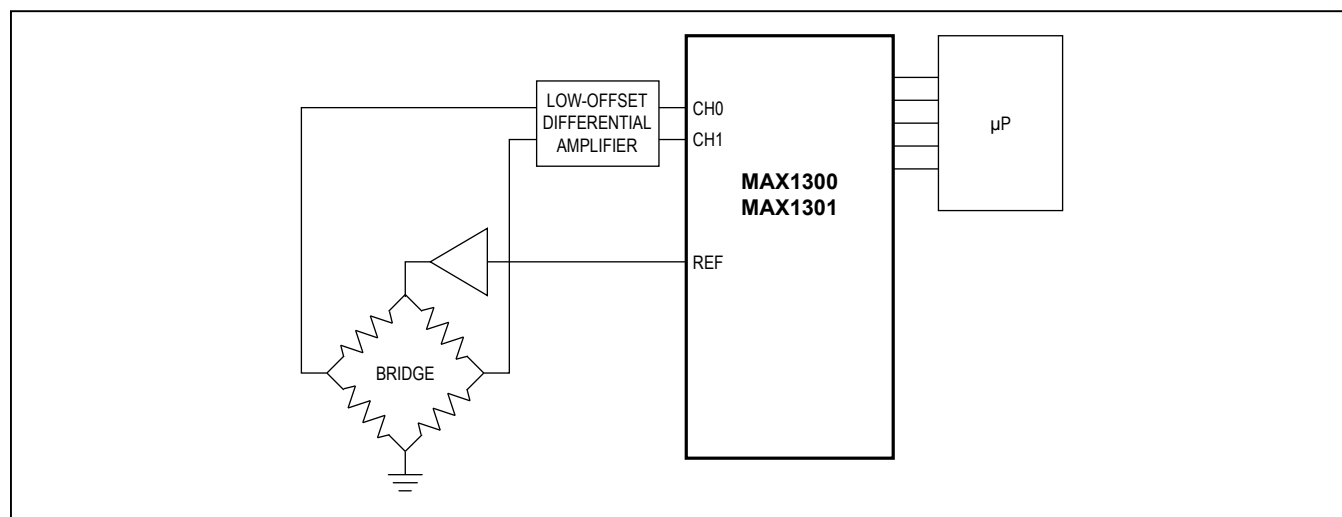 LOW-OFFSET
DIFFERENTIAL
AMPLIFIER
CH0
CH1
µP
MAX1300
MAX1301
REF
BRIDGE